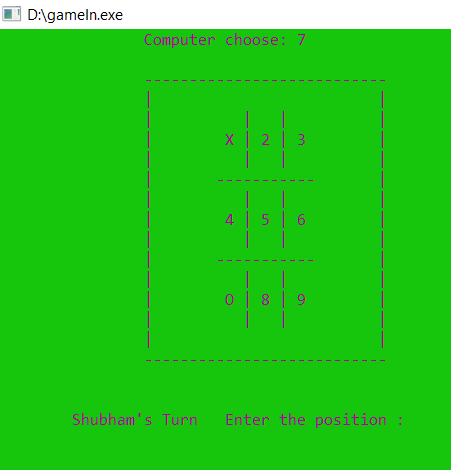 D:\gameIn.exe
Computer choose: 7
X | 2 | 3
4 | 5 | 6
O | 8 | 9
Shubham's Turn   Enter the position :